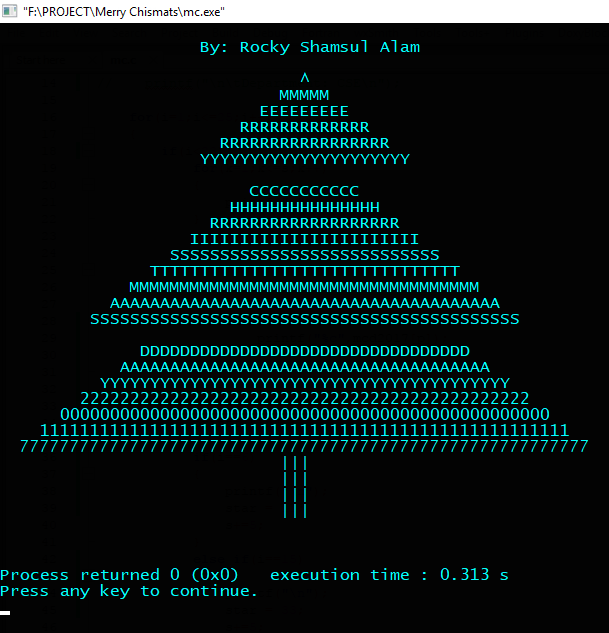 "F:\PROJECT\Merry Chismats\mc.exe"
By: Rocky Shamsul Alam
^
MMMMM
EEEEEEEEE
RRRRRRRRRRRRR
RRRRRRRRRRRRRRRRR
YYYYYYYYYYYYYYYYYYYYY
CCCCCCCCCCC
HHHHHHHHHHHHHHH
RRRRRRRRRRRRRRRRRRR
IIIIIIIIIIIIIIIIIIIIIII
SSSSSSSSSSSSSSSSSSSSSSSSSSS
TTTTTTTTTTTTTTTTTTTTTTTTTTTTTTT
MMMMMMMMMMMMMMMMMMMMMMMMMMMMMMMMMMM
AAAAAAAAAAAAAAAAAAAAAAAAAAAAAAAAAAAAAAA
SSSSSSSSSSSSSSSSSSSSSSSSSSSSSSSSSSSSSSSSSSS
DDDDDDDDDDDDDDDDDDDDDDDDDDDDDDDDD
AAAAAAAAAAAAAAAAAAAAAAAAAAAAAAAAAAAAA
YYYYYYYYYYYYYYYYYYYYYYYYYYYYYYYYYYYYYYYYY
222222222222222222222222222222222222222222222
0000000000000000000000000000000000000000000000000
11111111111111111111111111111111111111111111111111111
777777777777777777777777777777777777777777777777777777777
|||
|||
|||
|||
Process returned 0 (0x0)   execution time : 0.313 s
Press any key to continue.